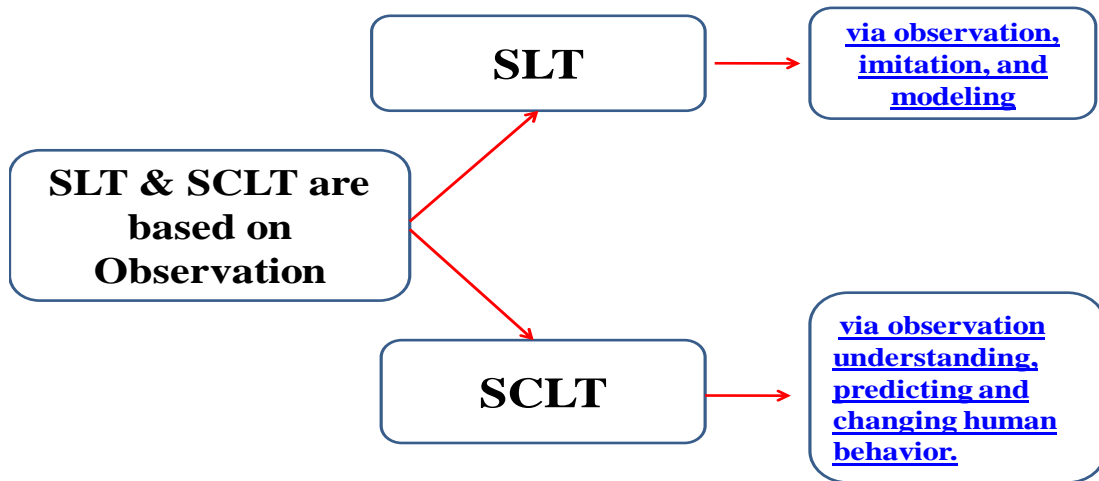 SLT & SCLT are
based on
Observation
SLT
via observation,
imitation, and
modeling
SCLT
via observation
understanding,
predicting and
changing human
behavior.